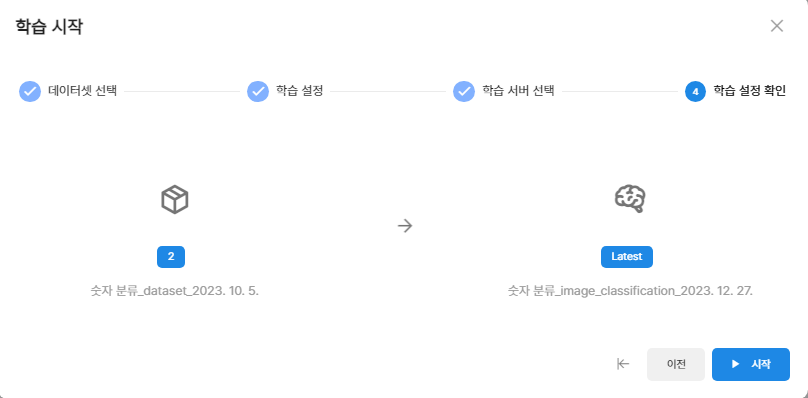 학습 시작
데이터셋 선택
학습 설정
학습 서버 선택
4 학습 설정 확인
2
Latest
숫자 분류_dataset_2023. 10. 5.
숫자 분류_image_classification_2023. 12. 27.
이전
시작